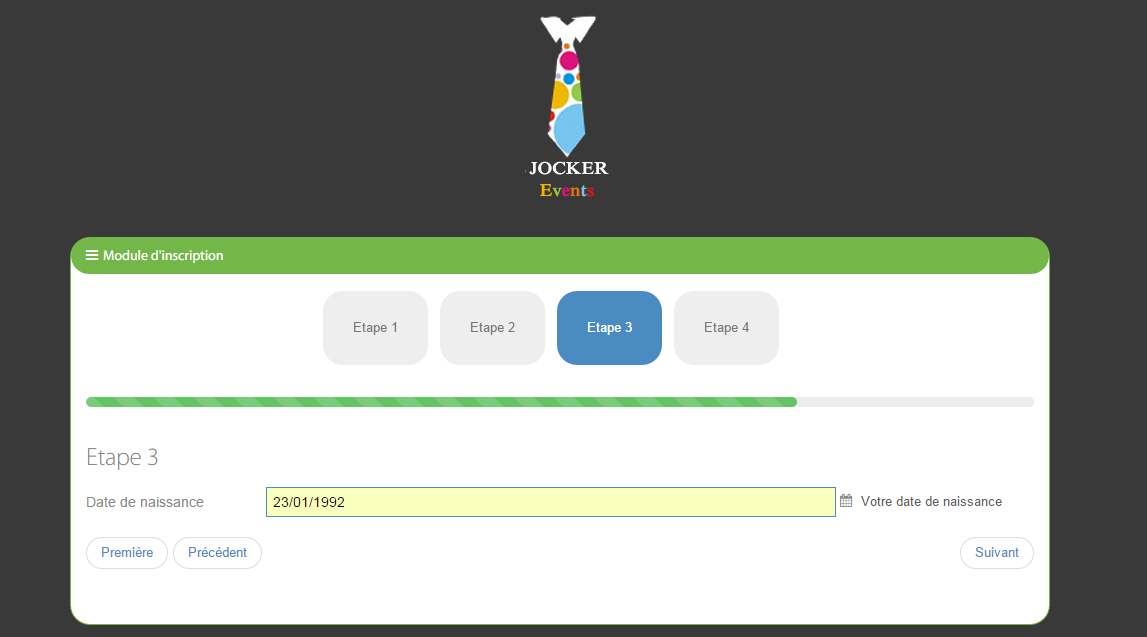 JOCKER
Events
Module d'inscription
Etape 1 Etape 2 Etape 3 Etape 4
Etape 3
Date de naissance 23/01/1992 Votre date de naissance
Première Précédent Suivant